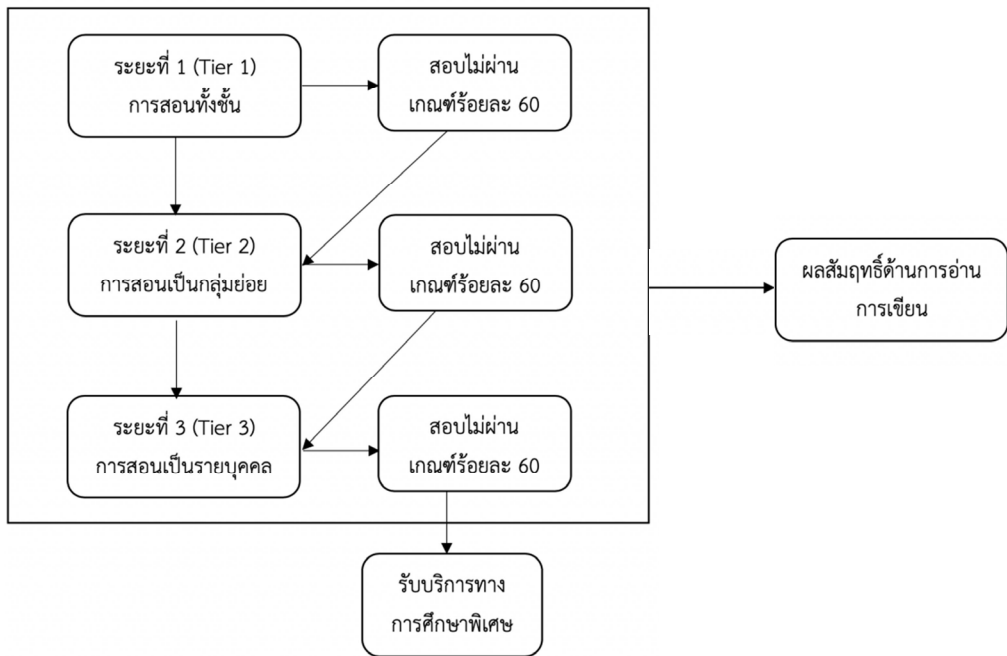 ระยะที่ 1 (Tier 1)
การสอนทั้งชั้น
สอบไม่ผ่าน
เกณฑ์ร้อยละ 60
ระยะที่ 2 (Tier 2)
การสอนเป็นกลุ่มย่อย
สอบไม่ผ่าน
เกณฑ์ร้อยละ 60
ผลสัมฤทธิ์ด้านการอ่าน
การเขียน
ระยะที่ 3 (Tier 3)
การสอนเป็นรายบุคคล
สอบไม่ผ่าน
เกณฑ์ร้อยละ 60
รับบริการทาง
การศึกษาพิเศษ